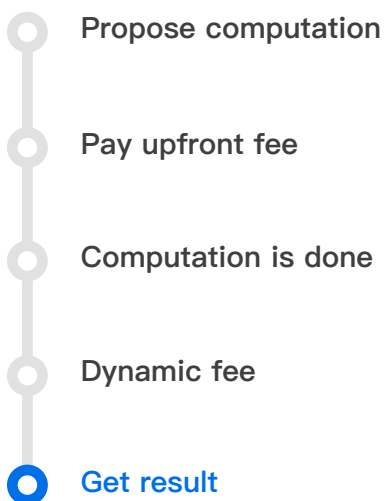 Propose computation
Pay upfront fee
Computation is done
Dynamic fee
Get result